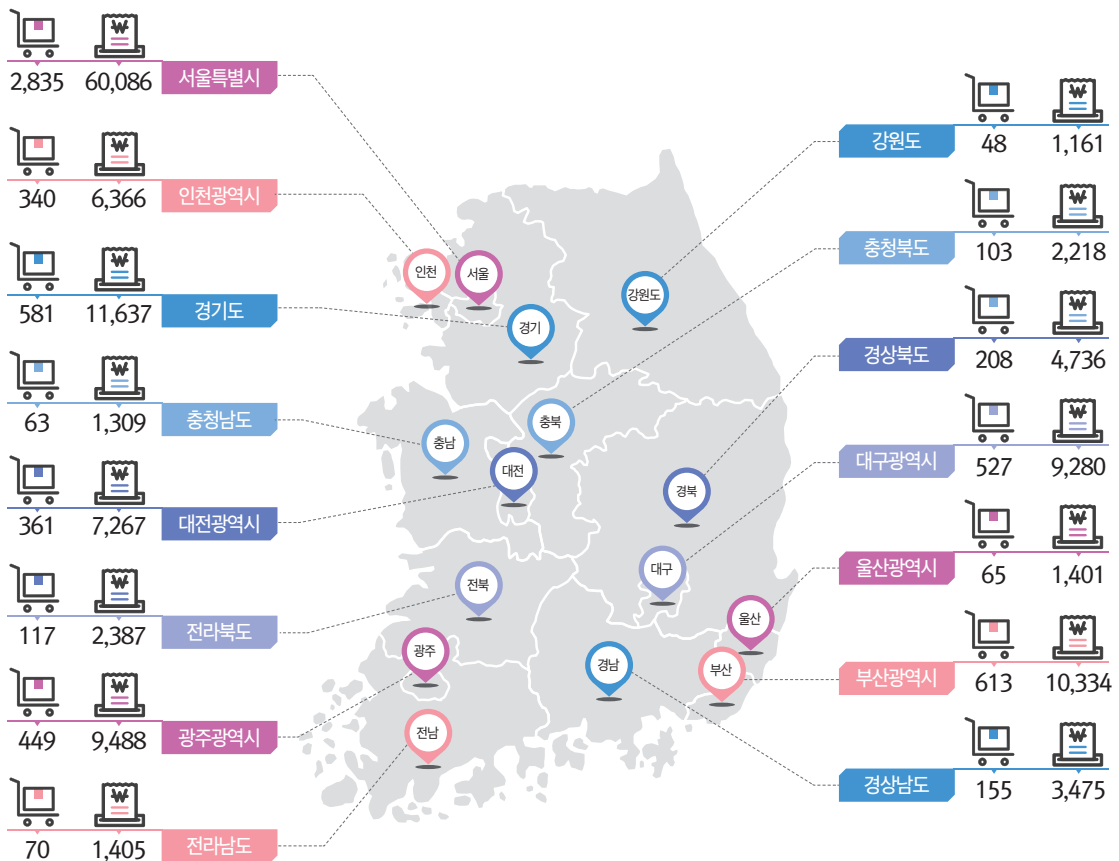 2,835 60,086 서울특별시
340 6,366 인천광역시
581 11,637 경기도
63 1,309 충청남도
361 7,267 대전광역시
117 2,387 전라북도
449 9,488 광주광역시
70 1,405 전라남도
인천
서울
강원도
경기
충북
충남
대전
경북
대구
전북
울산
광주
경남
부산
전남
강원도 48 1,161
충청북도 103 2,218
경상북도 208 4,736
대구광역시 527 9,280
울산광역시 65 1,401
부산광역시 613 10,334
경상남도 155 3,475